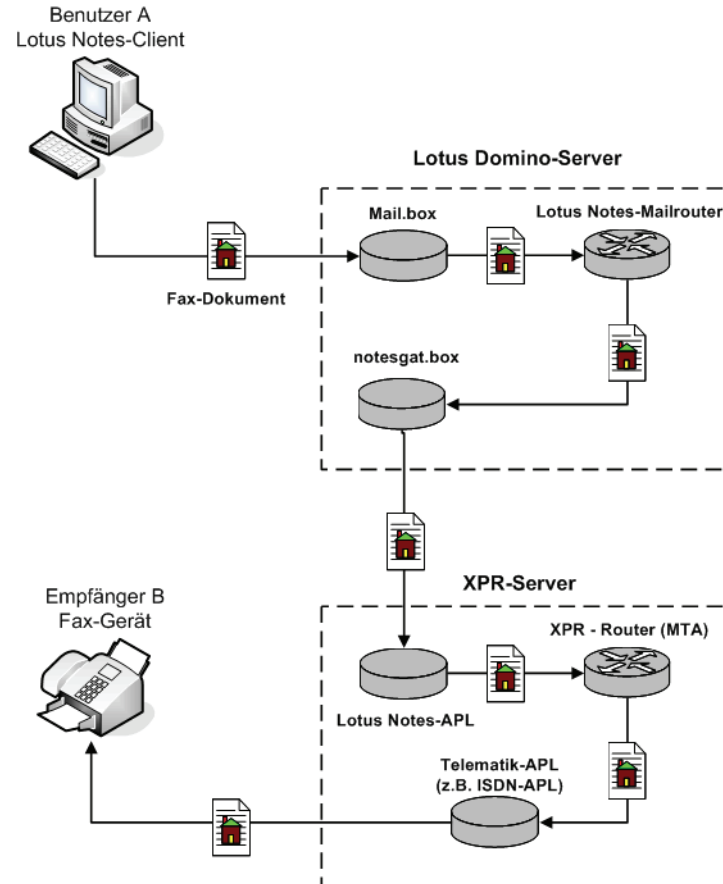 Benutzer A
Lotus Notes-Client
Lotus Domino-Server
Mail.box
Lotus Notes-Mailrouter
Fax-Dokument
notesgat.box
XPR-Server
Empfänger B
Fax-Gerät
XPR - Router (MTA)
Lotus Notes-APL
Telematik-APL
(z.B. ISDN-APL)